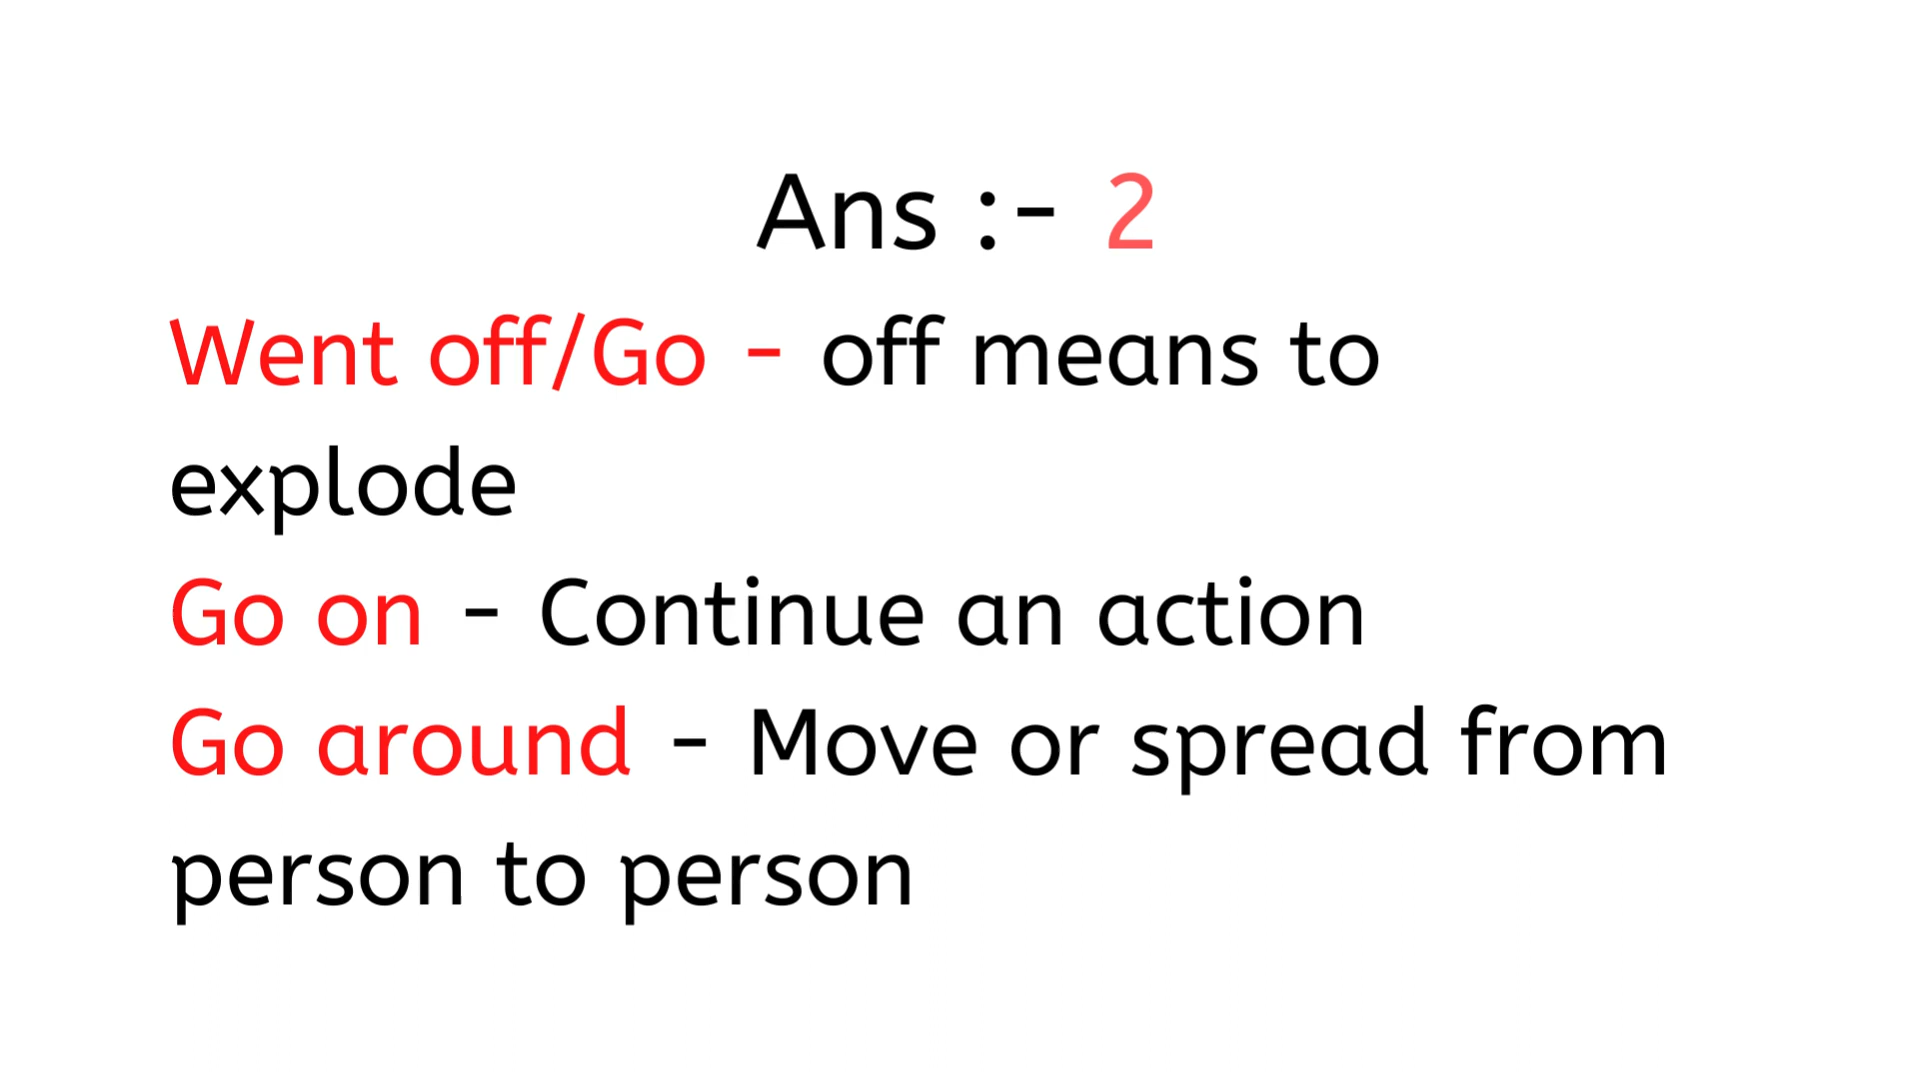 Ans :- 2
Went off/Go - off means to
explode
Go on - Continue an action
Go around - Move or spread from
person to person